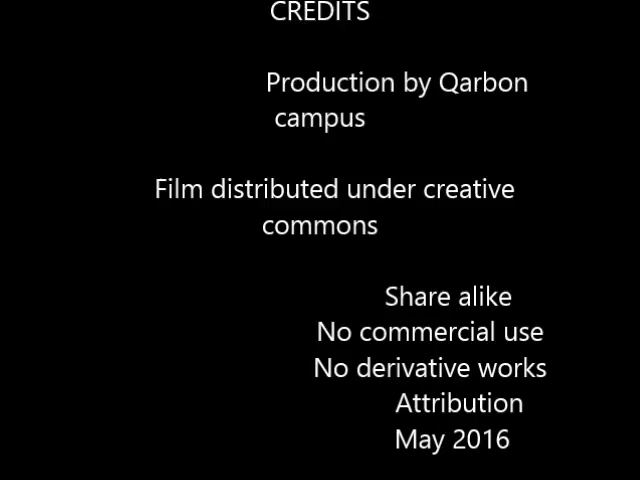 CREDITS
Production by Qarbon
campus
Film distributed under creative
commons
Share alike
No commercial use
No derivative works
Attribution
May 2016